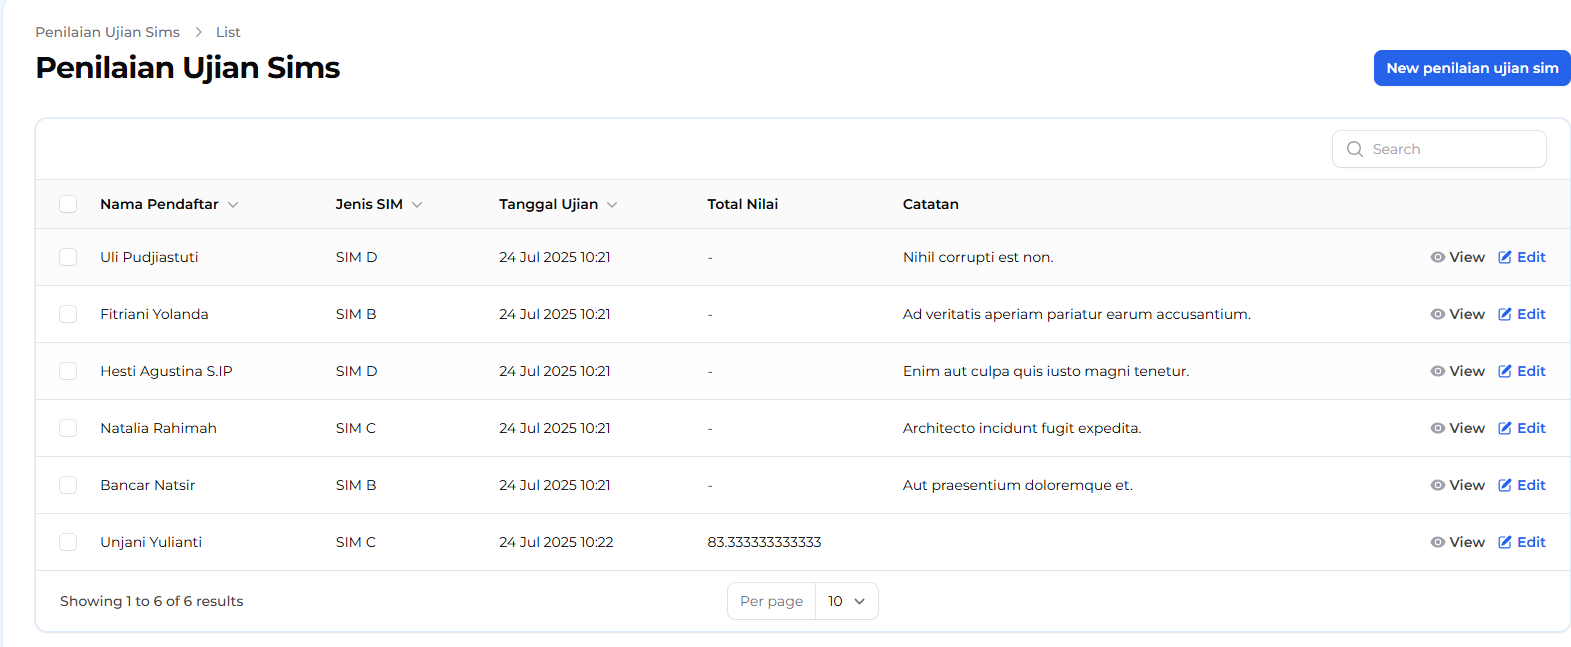 Penilaian Ujian Sims > List
Penilaian Ujian Sims
New penilaian ujian sim
Search
Nama Pendaftar Jenis SIM Tanggal Ujian Total Nilai Catatan
Uli Pudjiastuti SIM D 24 Jul 2025 10:21 - Nihil corrupti est non. View Edit
Fitriani Yolanda SIM B 24 Jul 2025 10:21 - Ad veritatis aperiam pariatur earum accusantium. View Edit
Hesti Agustina S.IP SIM D 24 Jul 2025 10:21 - Enim aut culpa quis iusto magni tenetur. View Edit
Natalia Rahimah SIM C 24 Jul 2025 10:21 - Architecto incidunt fugit expedita. View Edit
Bancar Natsir SIM B 24 Jul 2025 10:21 - Aut praesentium doloremque et. View Edit
Unjani Yulianti SIM C 24 Jul 2025 10:22 83.333333333333 View Edit
Showing 1 to 6 of 6 results Per page 10